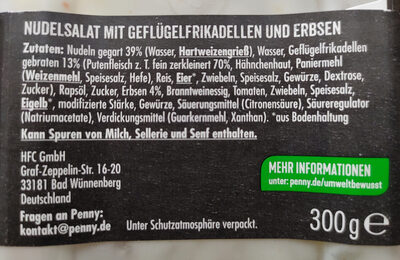 NUDELSALAT MIT GEFLÜGELFRIKADELLEN UND ERBSEN
Zutaten: Nudeln gegart 39% (Wasser, Hartweizengrieß), Wasser, Geflügelfrikadellen
gebraten 13% (Putenfleisch z. T. fein zerkleinert 70%, Hähnchenhaut, Paniermehl
(Weizenmehl, Speisesalz, Hefe), Reis, Eier*, Zwiebeln, Speisesalz, Gewürze, Dextrose,
Zucker), Rapsöl, Zucker, Erbsen 4%, Branntweinessig, Tomaten, Zwiebeln, Speisesalz,
Eigelb*, modifizierte Stärke, Gewürze, Säuerungsmittel (Citronensäure), Säureregulator
(Natriumacetate), Verdickungsmittel (Guarkernmehl, Xanthan). *aus Bodenhaltung
Kann Spuren von Milch, Sellerie und Senf enthalten.
HFC GmbH
Graf-Zeppelin-Str. 16-20
33181 Bad Wünnenberg
Deutschland
MEHR INFORMATIONEN
unter: penny.de/umweltbewusst
Fragen an Penny:
kontakt@penny.de
Unter Schutzatmosphäre verpackt.
300g e